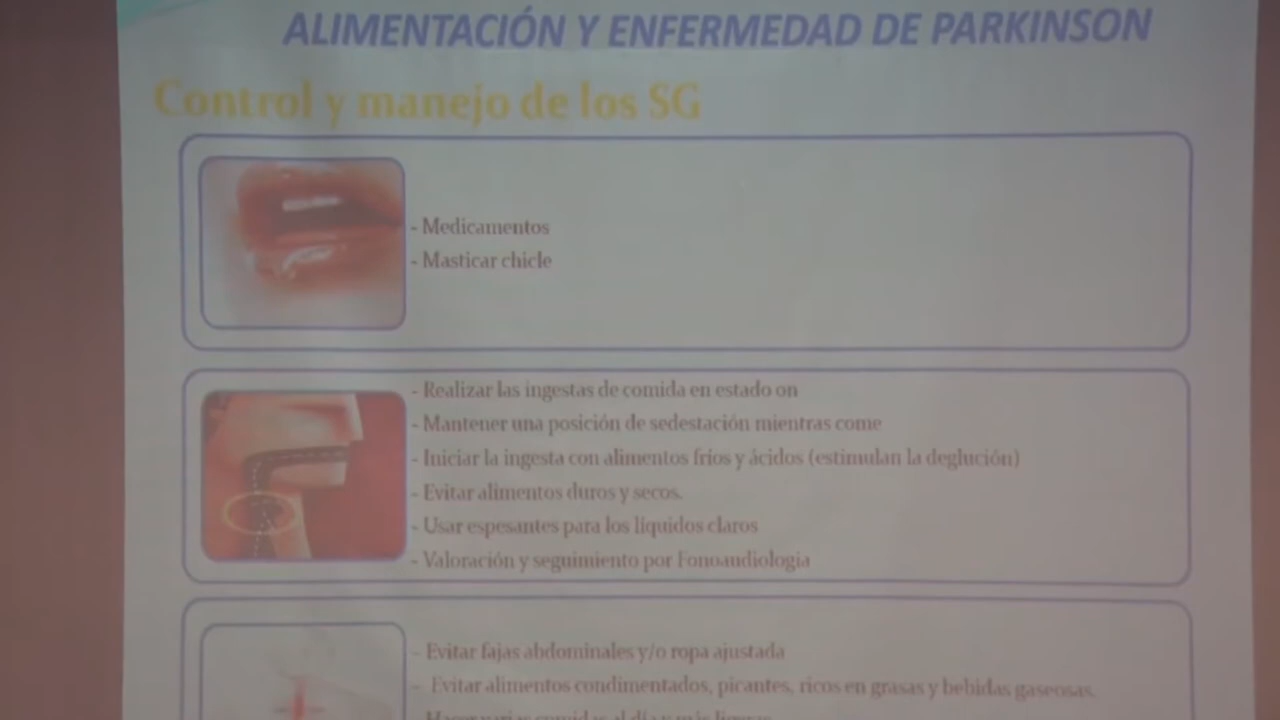 ALIMENTACIÓN Y ENFERMEDAD DE PARKINSON
Control y manejo de los SG
- Medicamentos
- Masticar chicle
- Realizar las ingestas de comida en estado on
- Mantener una posición de sedestación mientras come
- Iniciar la ingesta con alimentos fríos y ácidos (estimulan la deglución)
- Evitar alimentos duros y secos.
- Usar espesantes para los líquidos claros
- Valoración y seguimiento por Fonoaudiología
- Evitar fajas abdominales y/o ropa ajustada
- Evitar alimentos condimentados, picantes, ricos en grasas y bebidas gaseosas.